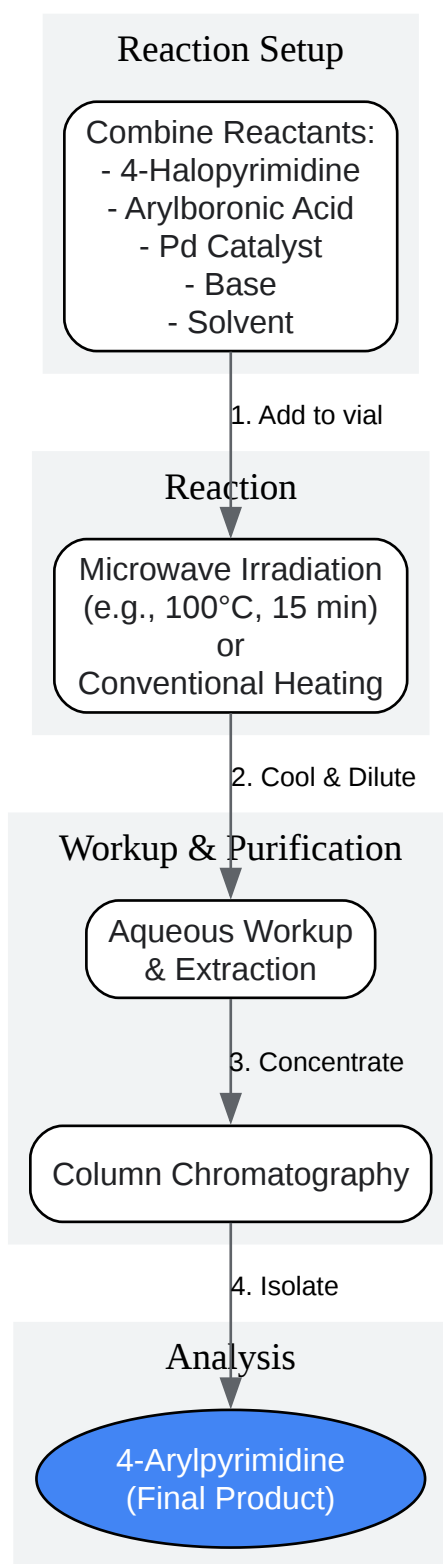 Reaction Setup
Combine Reactants:
- 4-Halopyrimidine
- Arylboronic Acid
- Pd Catalyst
- Base
- Solvent
1. Add to vial
Reaction
Microwave Irradiation
(e.g., 100°C, 15 min)
or
Conventional Heating
2. Cool & Dilute
Workup & Purification
Aqueous Workup
& Extraction
3. Concentrate
Column Chromatography
4. Isolate
Analysis
4-Arylpyrimidine
(Final Product)